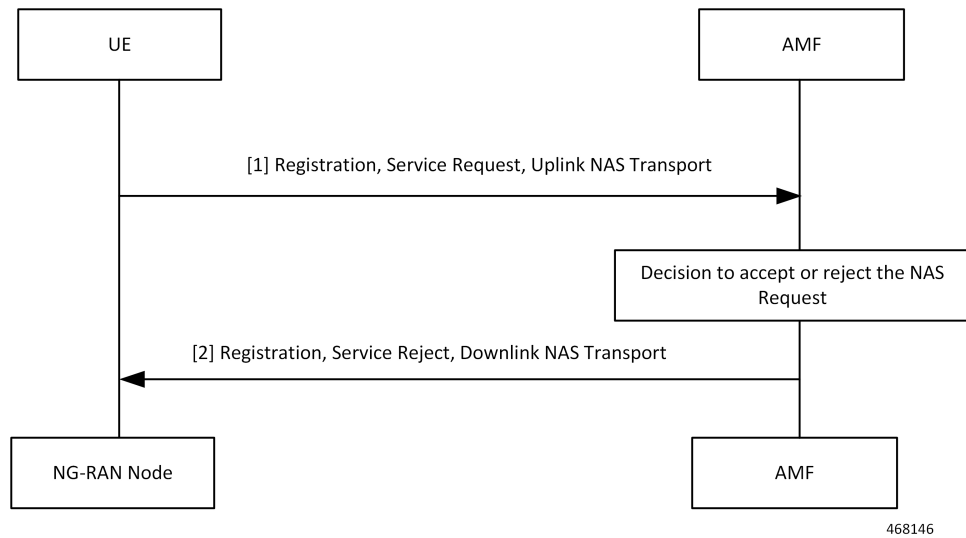 UE
AMF
[1] Registration, Service Request, Uplink NAS Transport
Decision to accept or reject the NAS
Request
[2] Registration, Service Reject, Downlink NAS Transport
NG-RAN Node
AMF
468146